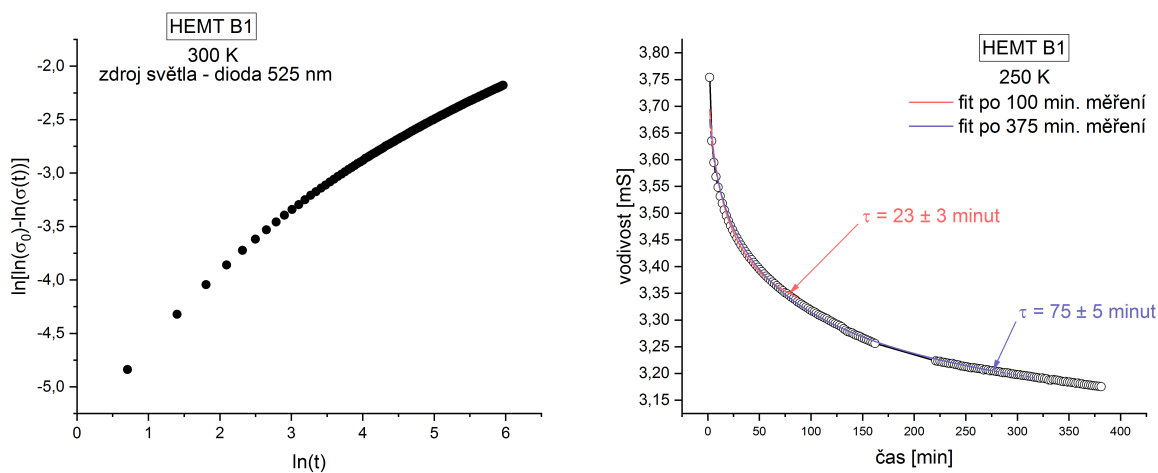 HEMT B1
300 K
zdroj světla - dioda 525 nm
-2,0
-2,5
-3,0
-3,5
-4,0
-4,5
-5,0
ln[ln(σ₀)-ln(σ(t))]
0 1 2 3 4 5 6
ln(t)
HEMT B1
250 K
fit po 100 min. měření
fit po 375 min. měření
τ = 23 ± 3 minut
τ = 75 ± 5 minut
3,80
3,75
3,70
3,65
3,60
3,55
3,50
3,45
3,40
3,35
3,30
3,25
3,20
3,15
vodivost [mS]
0 50 100 150 200 250 300 350 400
čas [min]